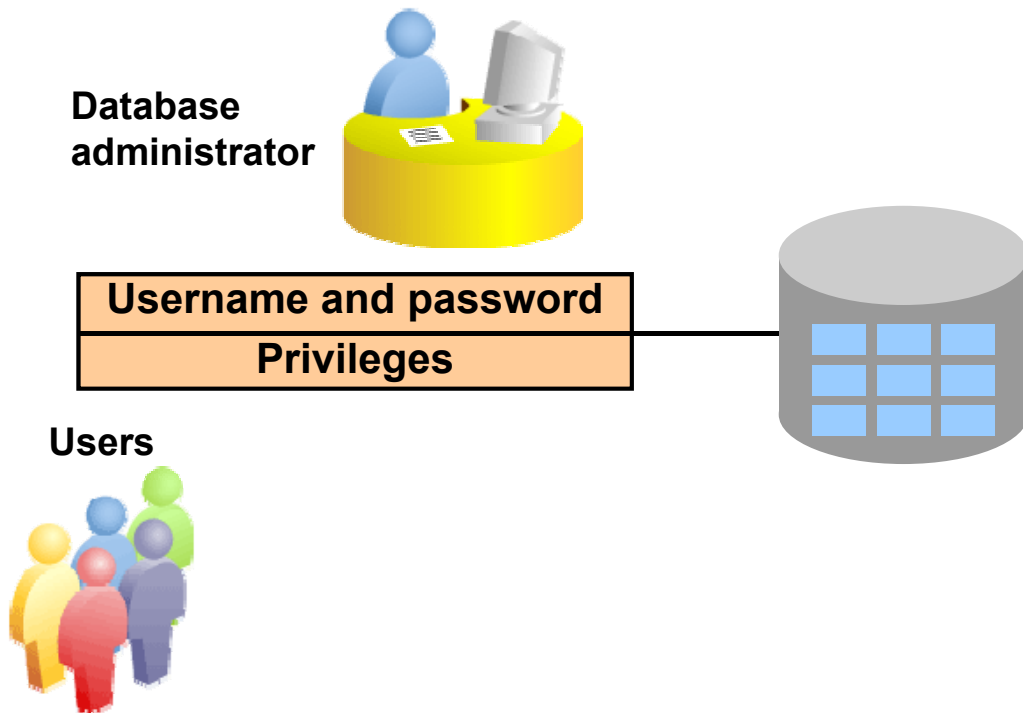 Database
administrator
Username and password
Privileges
Users